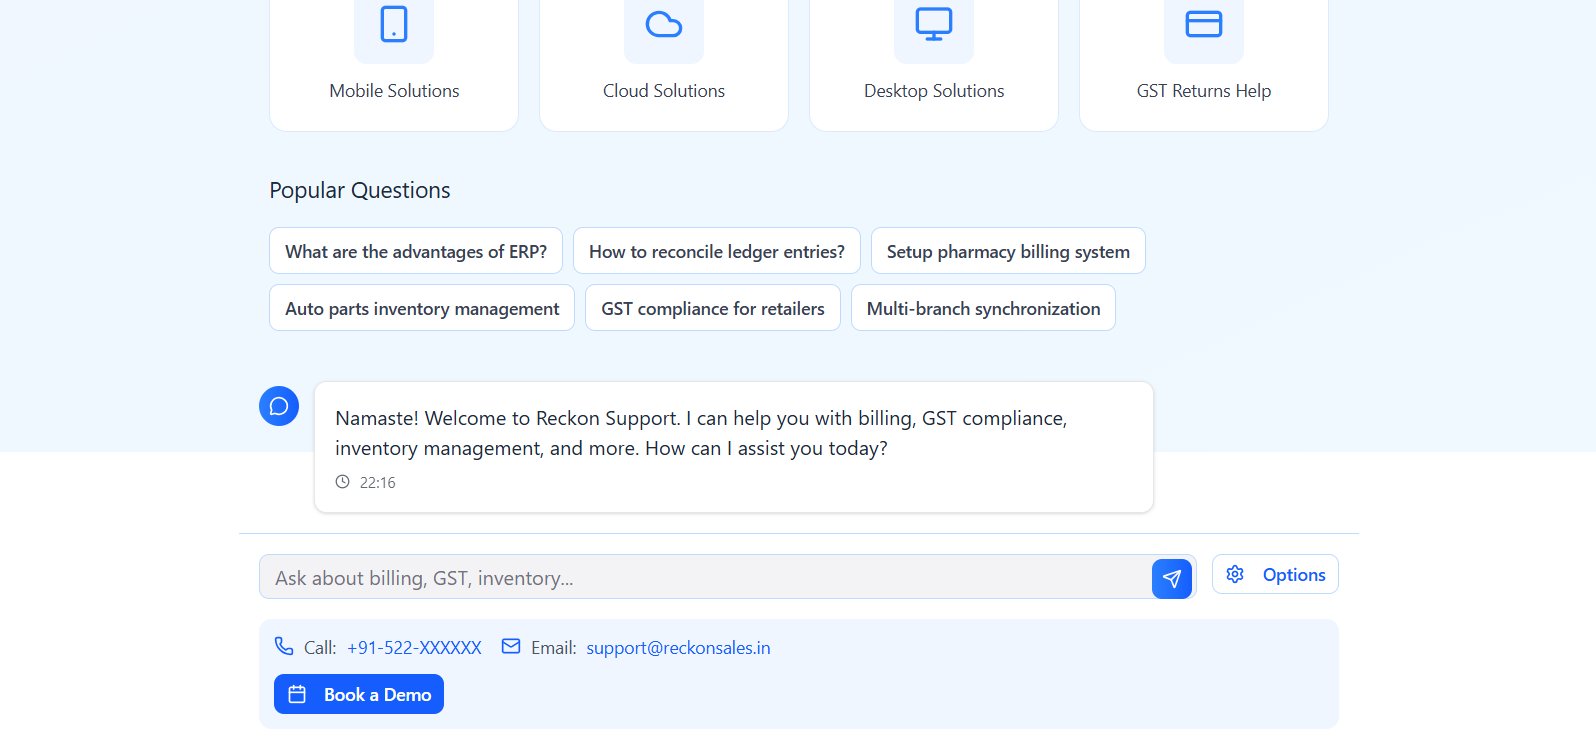 Mobile Solutions
Cloud Solutions
Desktop Solutions
GST Returns Help
Popular Questions
What are the advantages of ERP?
How to reconcile ledger entries?
Setup pharmacy billing system
Auto parts inventory management
GST compliance for retailers
Multi-branch synchronization
Namaste! Welcome to Reckon Support. I can help you with billing, GST compliance,
inventory management, and more. How can I assist you today?
22:16
Ask about billing, GST, inventory...
Options
Call: +91-522-XXXXXX
Email: support@reckonsales.in
Book a Demo